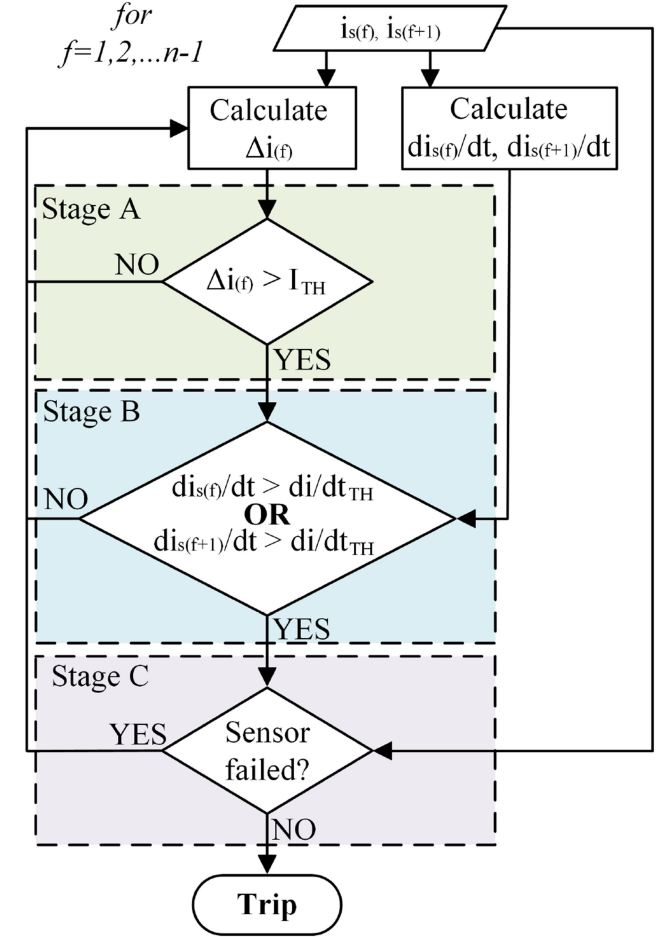 for
f=1,2,...n-1
is(f), is(f+1)
Calculate
Δi(f)
Calculate
dis(f)/dt, dis(f+1)/dt
Stage A
NO
Δi(f) > ITH
YES
Stage B
NO
dis(f)/dt > di/dtTH
OR
dis(f+1)/dt > di/dtTH
YES
Stage C
YES
Sensor
failed?
NO
Trip